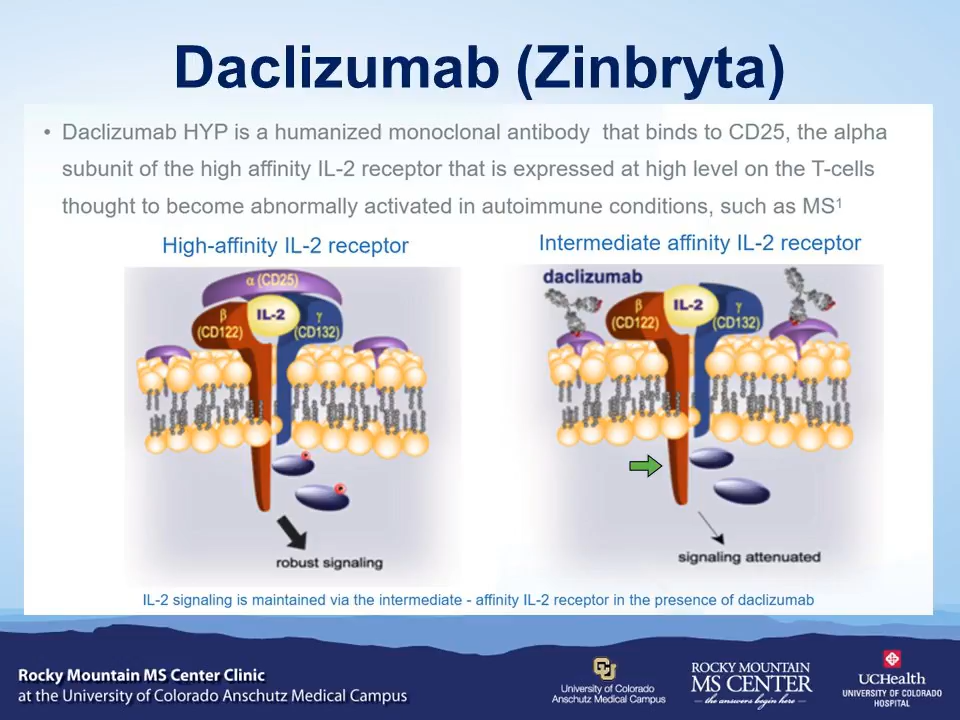 Daclizumab (Zinbryta)
• Daclizumab HYP is a humanized monoclonal antibody that binds to CD25, the alpha
subunit of the high affinity IL-2 receptor that is expressed at high level on the T-cells
thought to become abnormally activated in autoimmune conditions, such as MS¹
High-affinity IL-2 receptor
α (CD25)
β
(CD122)
IL-2
γ
(CD132)
robust signaling
Intermediate affinity IL-2 receptor
daclizumab
β
(CD122)
IL-2
γ
(CD132)
signaling attenuated
IL-2 signaling is maintained via the intermediate - affinity IL-2 receptor in the presence of daclizumab
Rocky Mountain MS Center Clinic
at the University of Colorado Anschutz Medical Campus
CU
University of Colorado
Anschutz Medical Campus
ROCKY MOUNTAIN
MS CENTER
the answers begin here
UCHealth
UNIVERSITY OF COLORADO
HOSPITAL